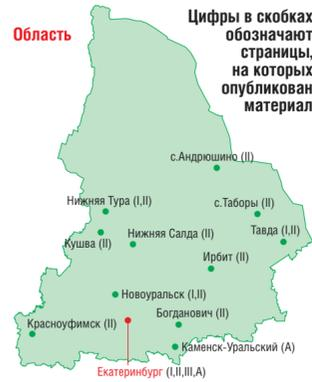 Область
Цифры в скобках
обозначают
страницы,
на которых
опубликован
материал
с.Андрюшино (II)
Нижняя Тура (I,II)
с.Таборы (II)
Кушва (II)
Нижняя Салда (II)
Тавда (I,II)
Ирбит (II)
Новоуральск (I,II)
Богданович (II)
Красноуфимск (II)
Каменск-Уральский (А)
Екатеринбург (I,II,III,А)